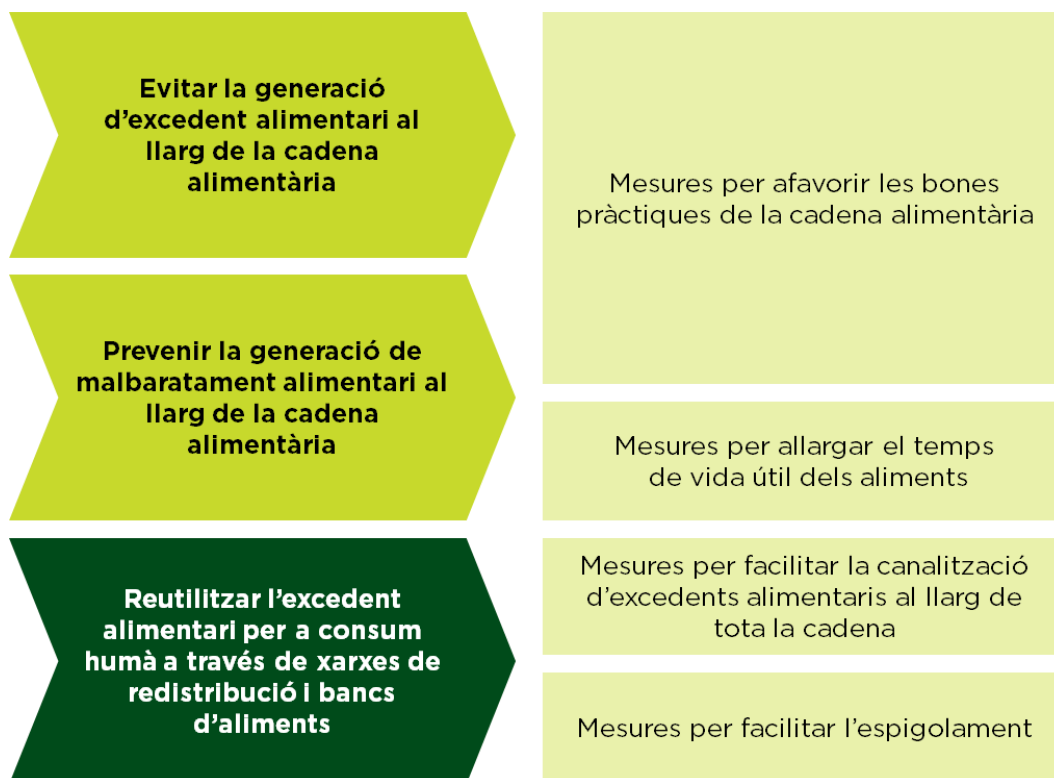 Evitar la generació
d’excedent alimentari al
llarg de la cadena
alimentària
Mesures per afavorir les bones
pràctiques de la cadena alimentària
Prevenir la generació de
malbaratament alimentari al
llarg de la cadena
alimentària
Mesures per allargar el temps
de vida útil dels aliments
Reutilitzar l’excedent
alimentari per a consum
humà a través de xarxes de
redistribució i bancs
d’aliments
Mesures per facilitar la canalització
d’excedents alimentaris al llarg de
tota la cadena
Mesures per facilitar l’espigolament